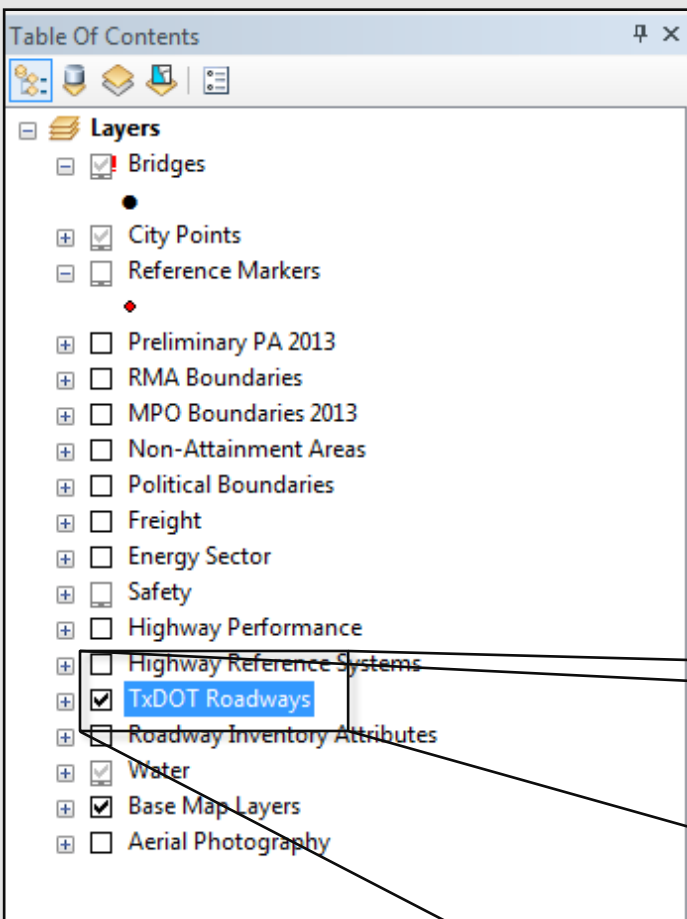 Table Of Contents
Layers
Bridges
City Points
Reference Markers
Preliminary PA 2013
RMA Boundaries
MPO Boundaries 2013
Non-Attainment Areas
Political Boundaries
Freight
Energy Sector
Safety
Highway Performance
Highway Reference Systems
TxDOT Roadways
Roadway Inventory Attributes
Water
Base Map Layers
Aerial Photography